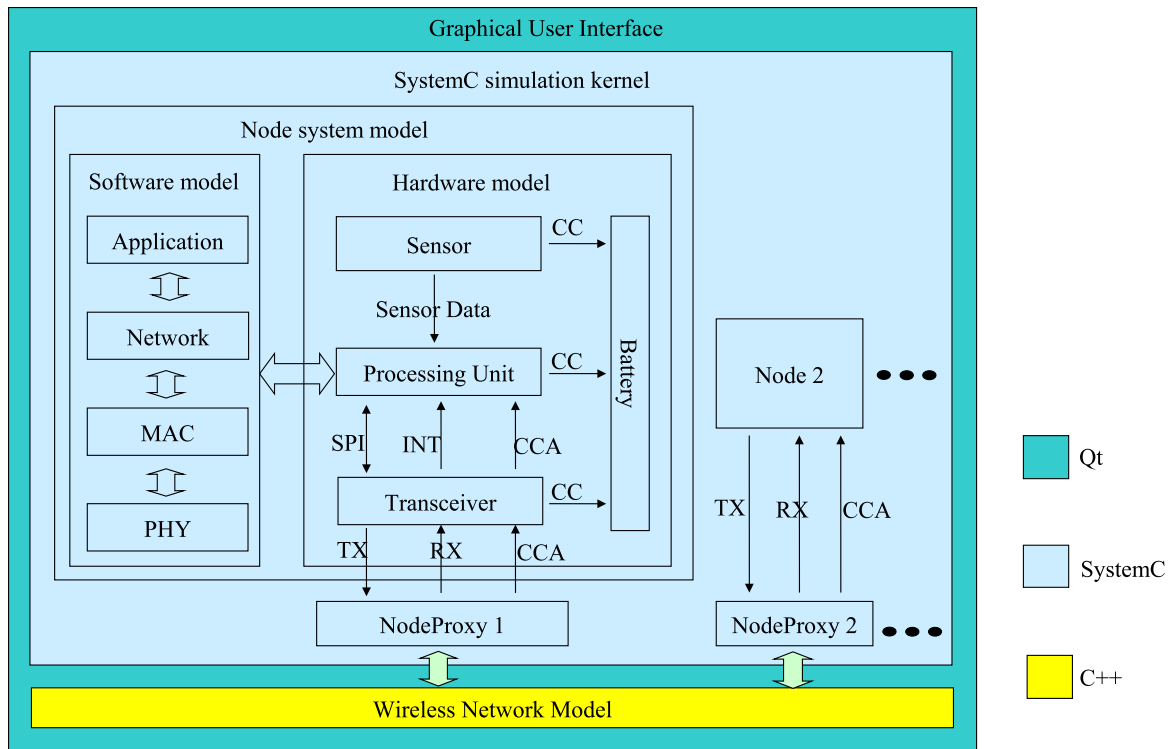 Graphical User Interface
SystemC simulation kernel
Node system model
Software model
Hardware model
Application
Network
MAC
PHY
Sensor
CC
Sensor Data
Processing Unit
CC
Battery
SPI
INT
CCA
Transceiver
CC
TX
RX
CCA
NodeProxy 1
Node 2
TX
RX
CCA
NodeProxy 2
Wireless Network Model
Qt
SystemC
C++